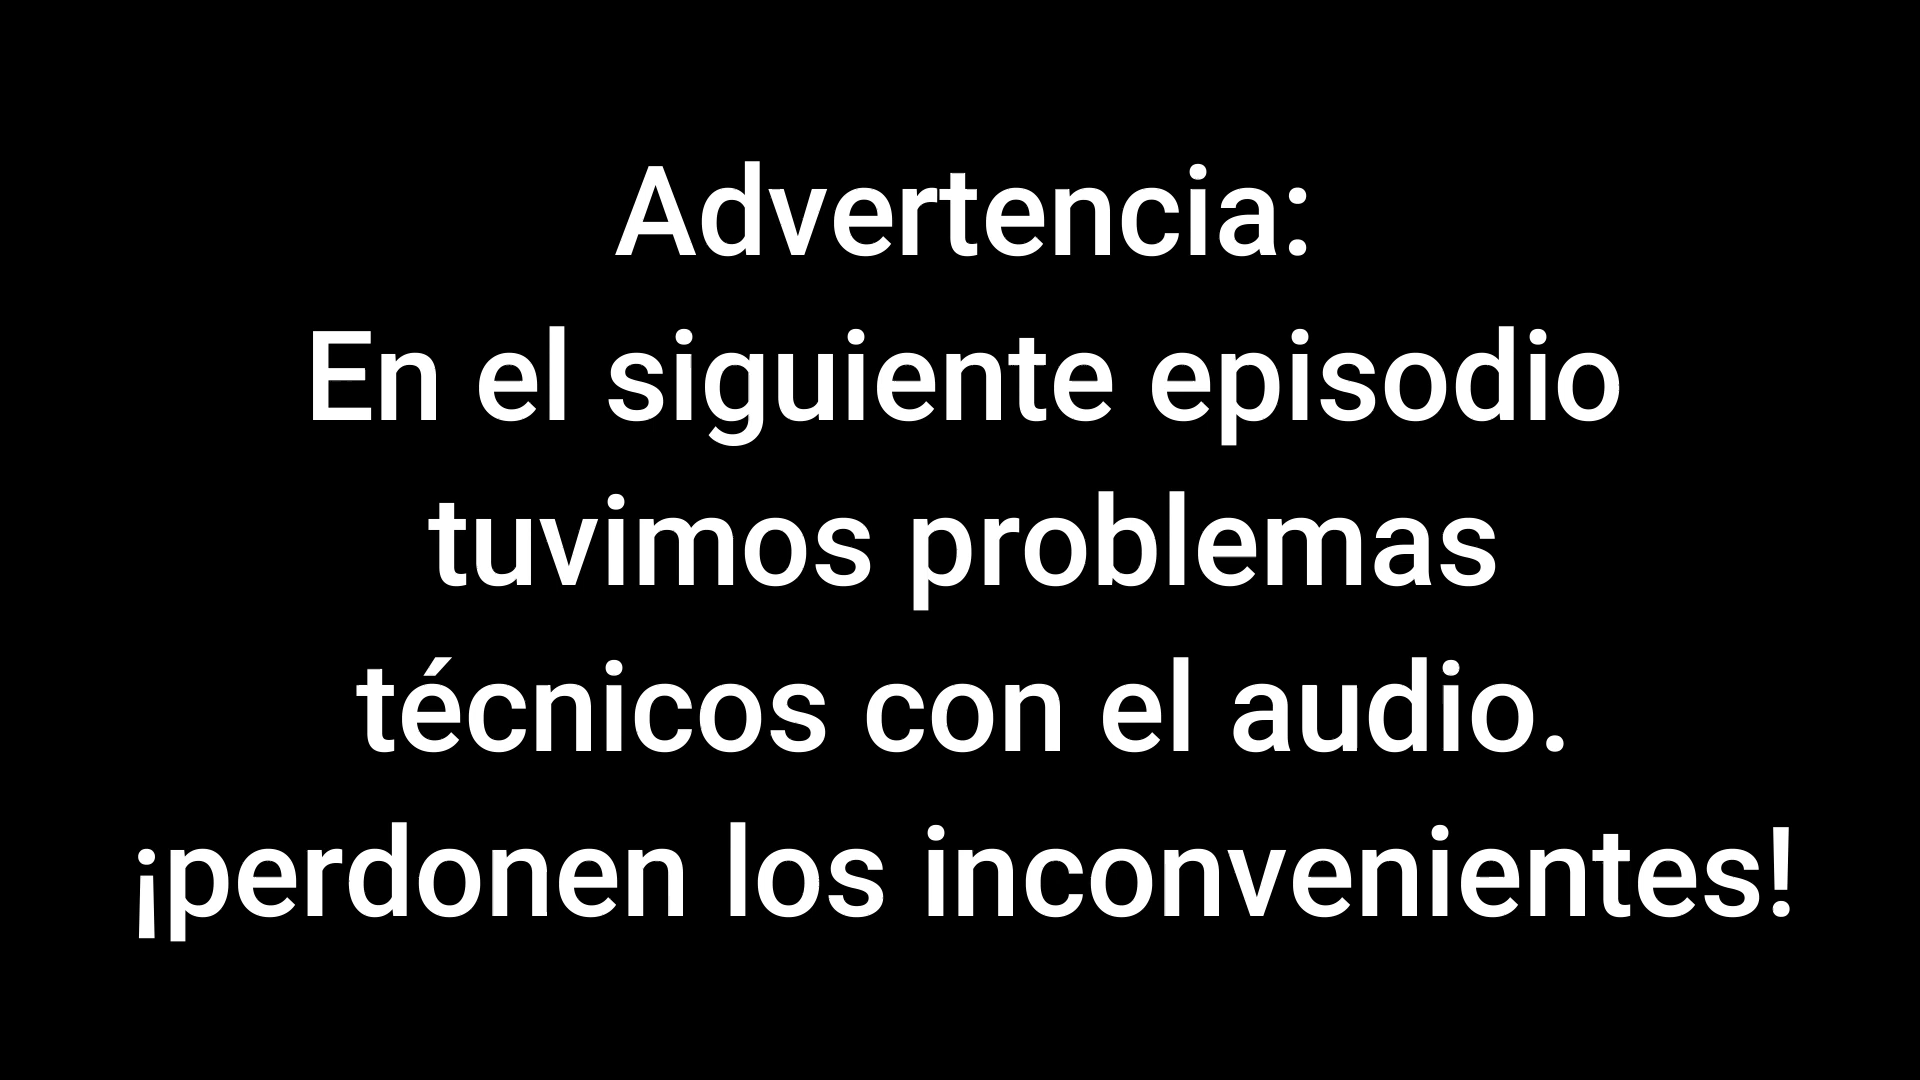 Advertencia:
En el siguiente episodio
tuvimos problemas
técnicos con el audio.
¡perdonen los inconvenientes!